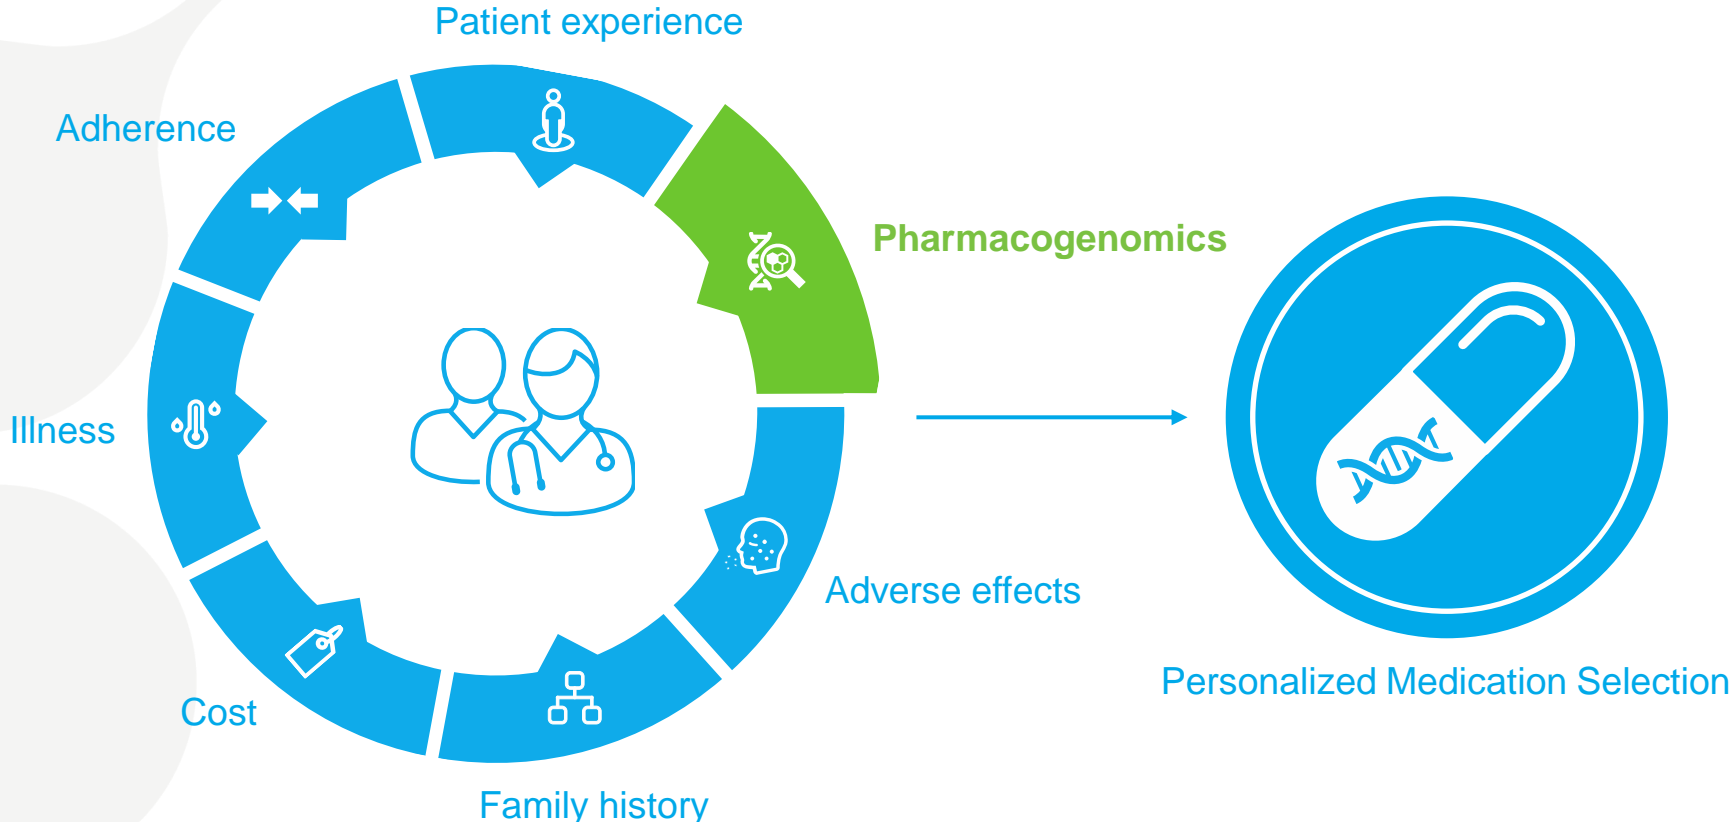 Patient experience
Adherence
Pharmacogenomics
Illness
Adverse effects
Personalized Medication Selection
Cost
Family history